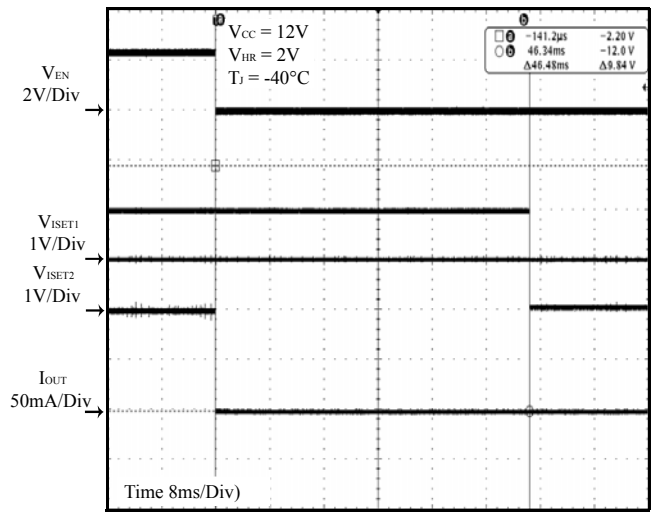 VCC = 12V
VHR = 2V
TJ = -40°C
a -141.2µs -2.20 V
b 46.34ms -12.0 V
Δ46.48ms Δ9.84 V
VEN
2V/Div
VISET1
1V/Div
VISET2
1V/Div
IOUT
50mA/Div
Time 8ms/Div)